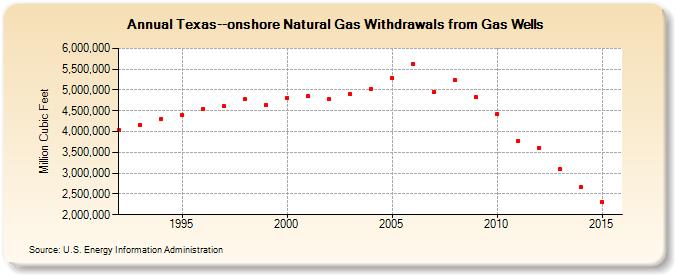 Annual Texas--onshore Natural Gas Withdrawals from Gas Wells
Million Cubic Feet
6,000,000
5,500,000
5,000,000
4,500,000
4,000,000
3,500,000
3,000,000
2,500,000
2,000,000
1995 2000 2005 2010 2015
Source: U.S. Energy Information Administration